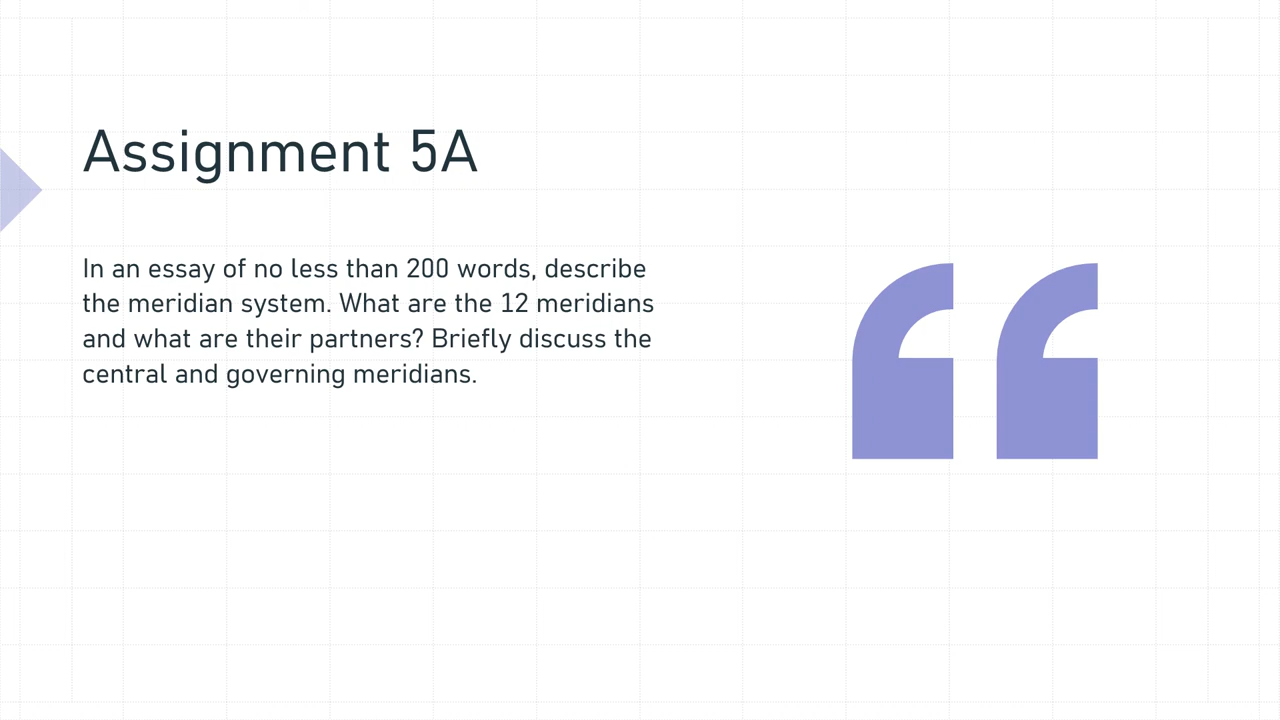 Assignment 5A
In an essay of no less than 200 words, describe
the meridian system. What are the 12 meridians
and what are their partners? Briefly discuss the
central and governing meridians.